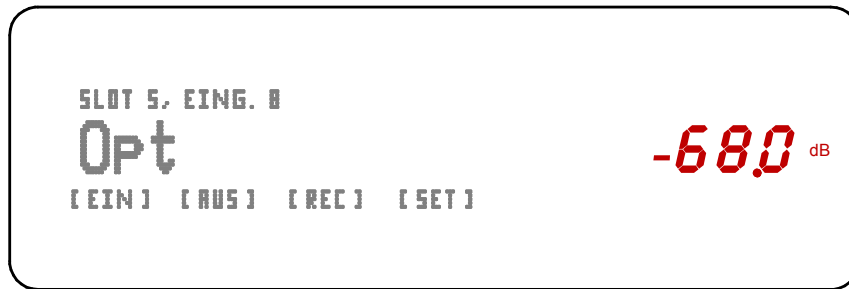 SLOT 5, EING. 8
Opt
-68.0 dB
[EIN] [AUS] [REC] [SET]